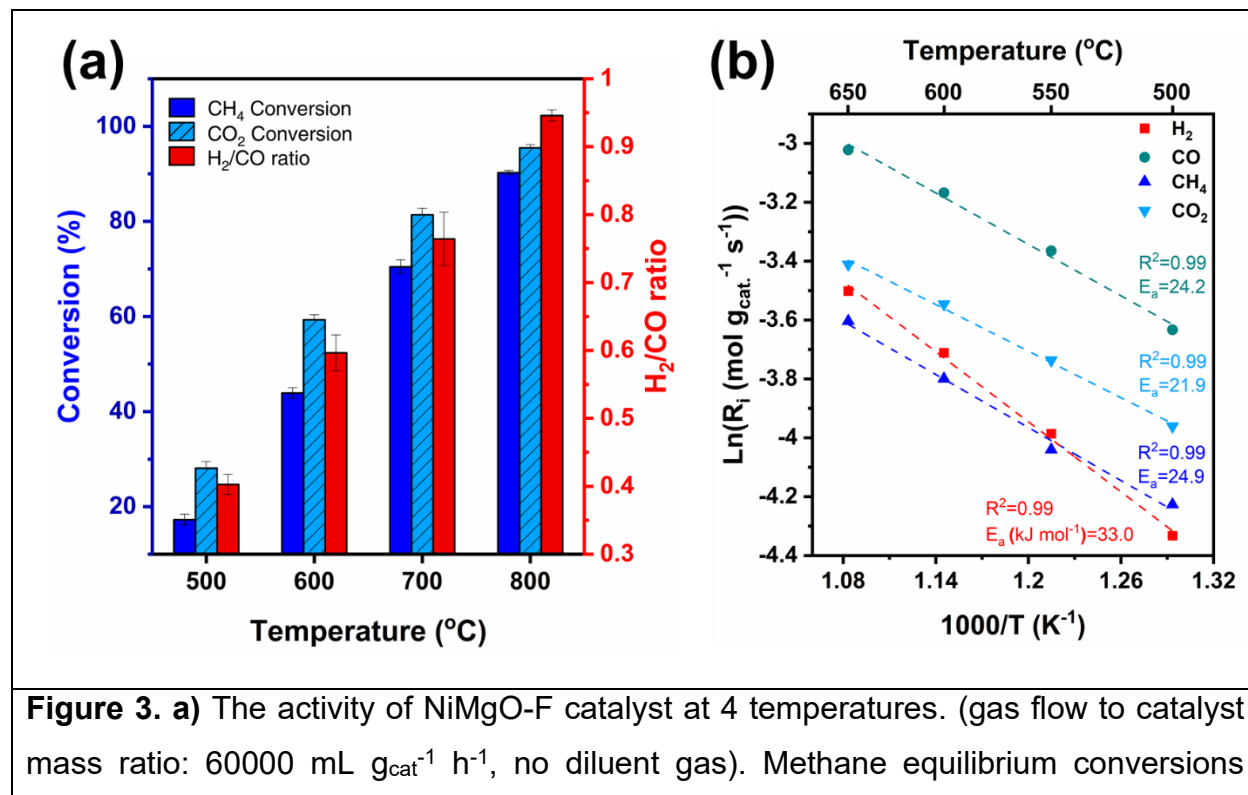 (a)
CH4 Conversion
CO2 Conversion
H2/CO ratio
Conversion (%)
100
80
60
40
20
H2/CO ratio
1
0.9
0.8
0.7
0.6
0.5
0.4
0.3
500 600 700 800
Temperature (oC)
(b)
Temperature (oC)
650 600 550 500
H2
CO
CH4
CO2
Ln(Ri (mol gcat.-1 s-1))
-3
-3.2
-3.4
-3.6
-3.8
-4
-4.2
-4.4
R2=0.99
Ea=24.2
R2=0.99
Ea=21.9
R2=0.99
Ea=24.9
R2=0.99
Ea (kJ mol-1)=33.0
1.08 1.14 1.2 1.26 1.32
1000/T (K-1)
Figure 3. a) The activity of NiMgO-F catalyst at 4 temperatures. (gas flow to catalyst
mass ratio: 60000 mL gcat-1 h-1, no diluent gas). Methane equilibrium conversions